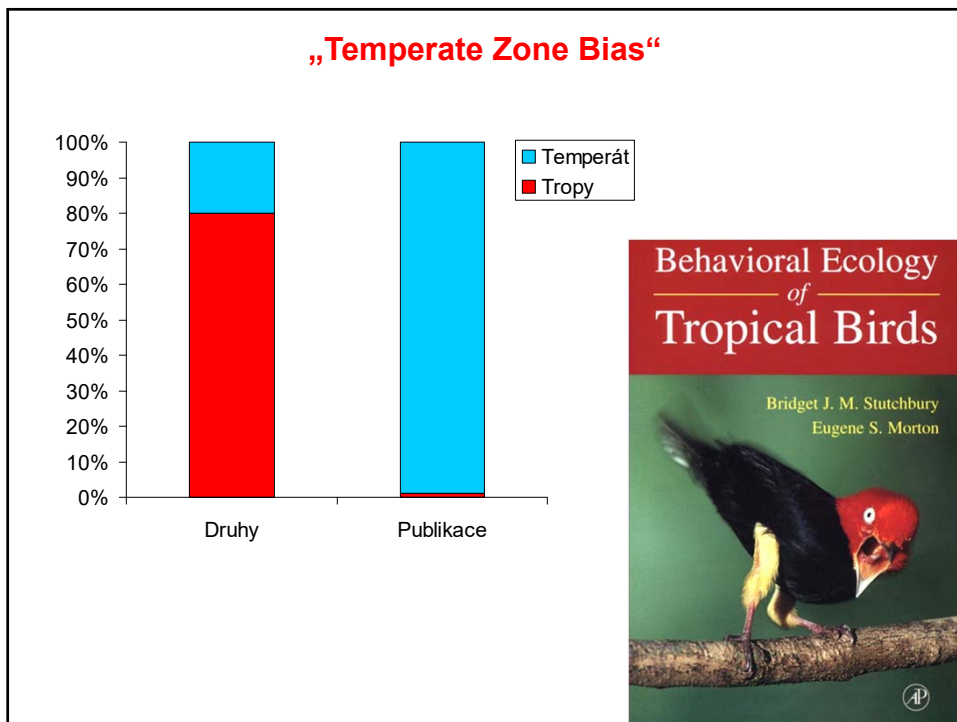 „Temperate Zone Bias“
100%
90%
80%
70%
60%
50%
40%
30%
20%
10%
0%
Druhy
Publikace
Temperát
Tropy
Behavioral Ecology
of
Tropical Birds
Bridget J. M. Stutchbury
Eugene S. Morton
AP